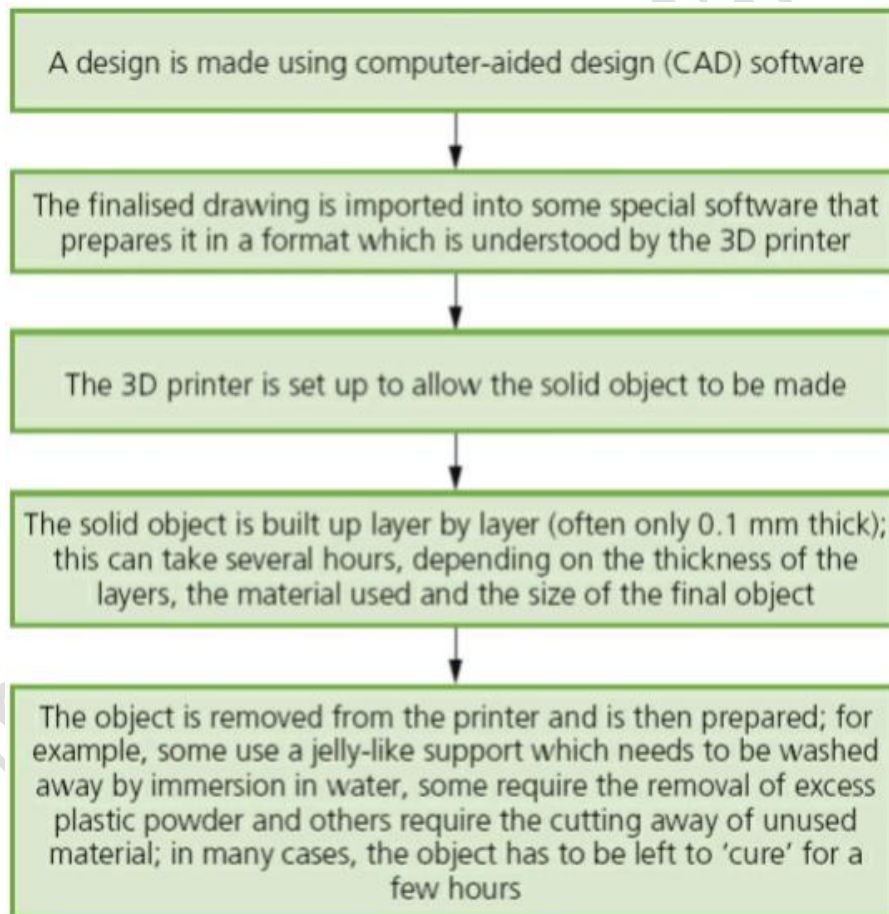 A design is made using computer-aided design (CAD) software
The finalised drawing is imported into some special software that
prepares it in a format which is understood by the 3D printer
The 3D printer is set up to allow the solid object to be made
The solid object is built up layer by layer (often only 0.1 mm thick);
this can take several hours, depending on the thickness of the
layers, the material used and the size of the final object
The object is removed from the printer and is then prepared; for
example, some use a jelly-like support which needs to be washed
away by immersion in water, some require the removal of excess
plastic powder and others require the cutting away of unused
material; in many cases, the object has to be left to ‘cure’ for a
few hours